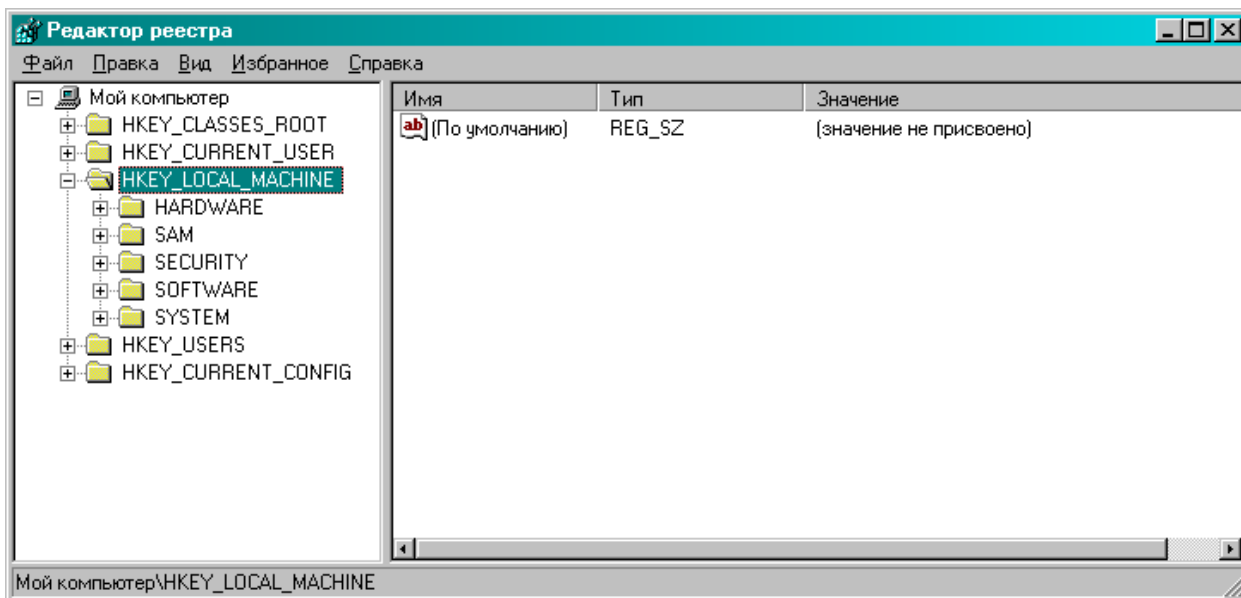 Редактор реестра
Файл Правка Вид Избранное Справка
Мой компьютер
HKEY_CLASSES_ROOT
HKEY_CURRENT_USER
HKEY_LOCAL_MACHINE
HARDWARE
SAM
SECURITY
SOFTWARE
SYSTEM
HKEY_USERS
HKEY_CURRENT_CONFIG
Имя Тип Значение
ab (По умолчанию) REG_SZ (значение не присвоено)
Мой компьютер\HKEY_LOCAL_MACHINE